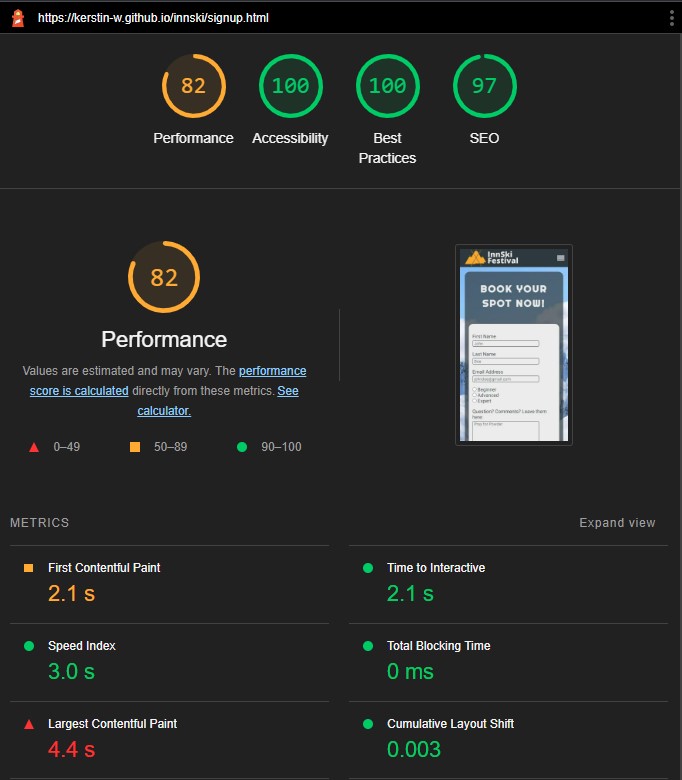 https://kerstin-w.github.io/innski/signup.html
82
100
100
97
Performance
Accessibility
Best
Practices
SEO
82
Performance
Values are estimated and may vary. The performance
score is calculated directly from these metrics. See
calculator.
0–49
50–89
90–100
InnSki
Festival
BOOK YOUR
SPOT NOW!
First Name
Last Name
Email Address
Beginner
Advanced
Expert
Question? Comments? Leave them
here
METRICS
Expand view
First Contentful Paint
2.1 s
Time to Interactive
2.1 s
Speed Index
3.0 s
Total Blocking Time
0 ms
Largest Contentful Paint
4.4 s
Cumulative Layout Shift
0.003